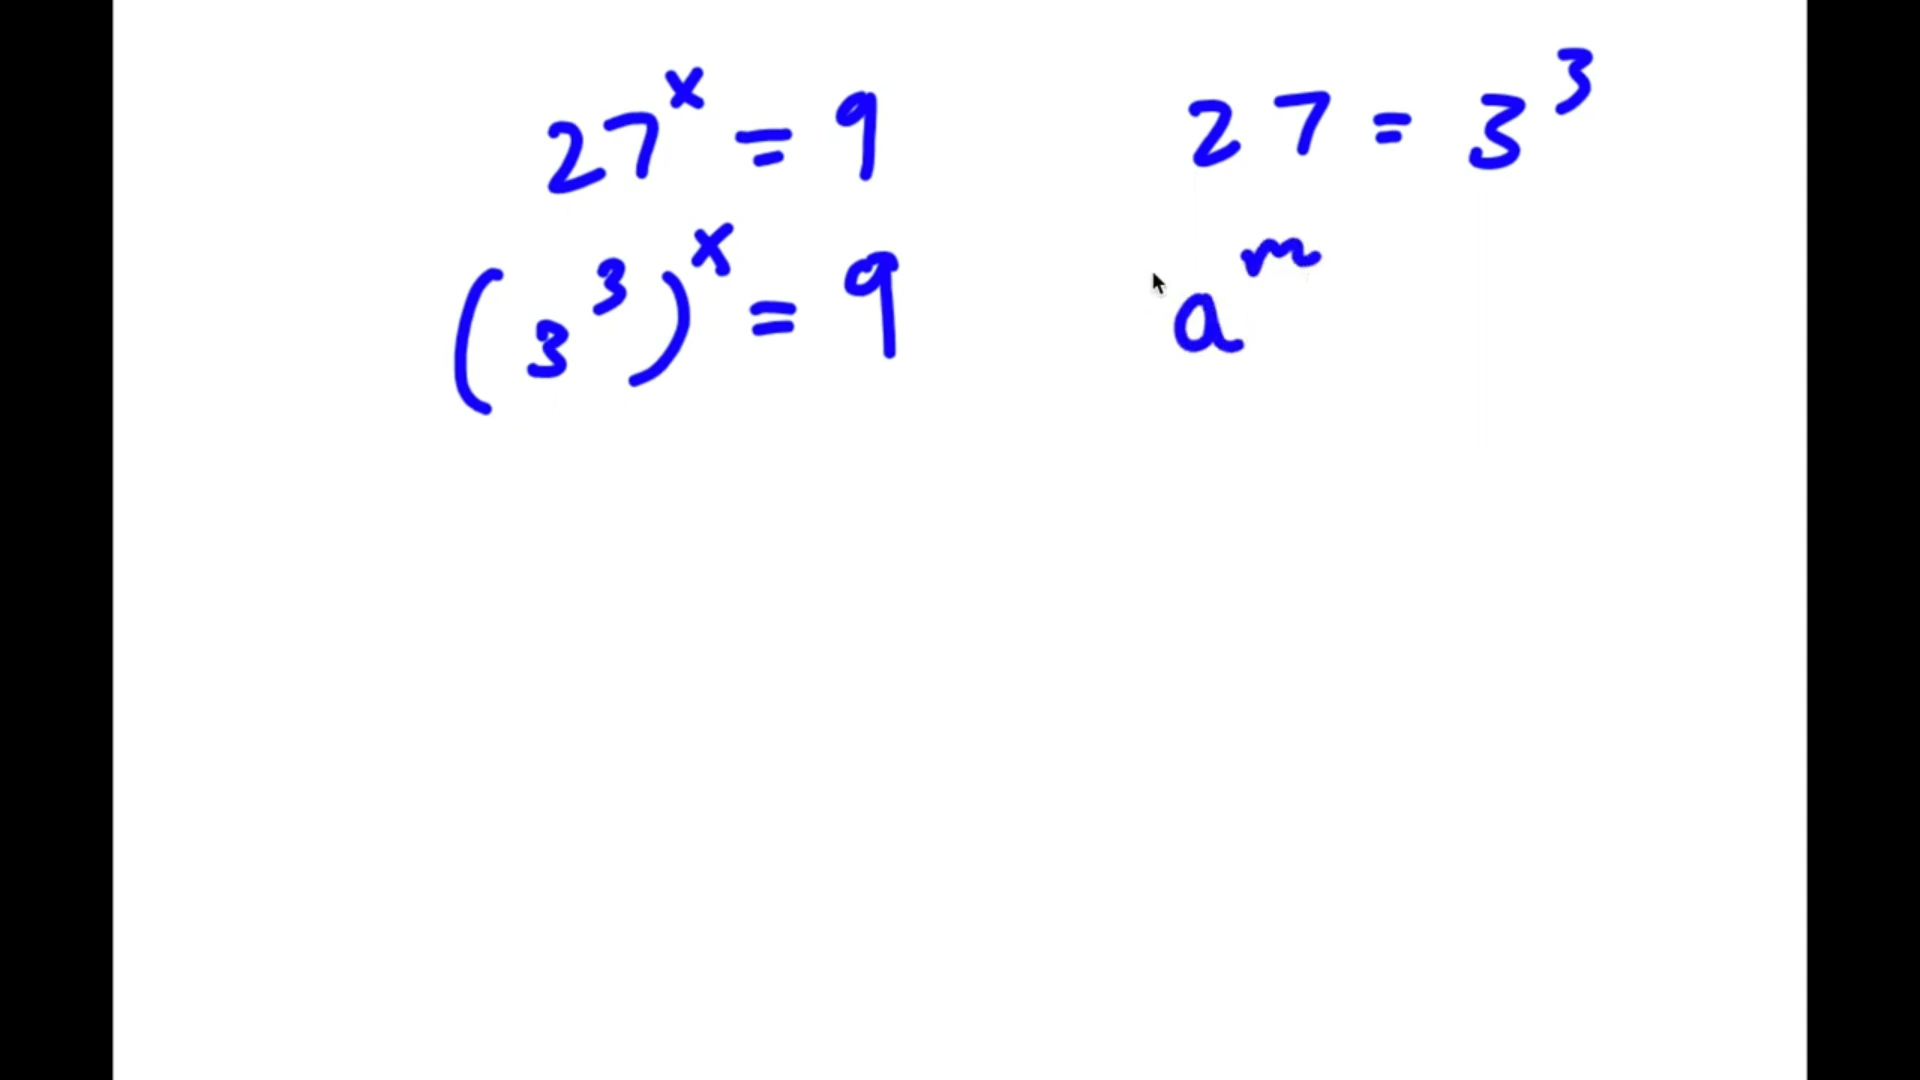 27^x = 9
27 = 3^3
(3^3)^x = 9
a^m